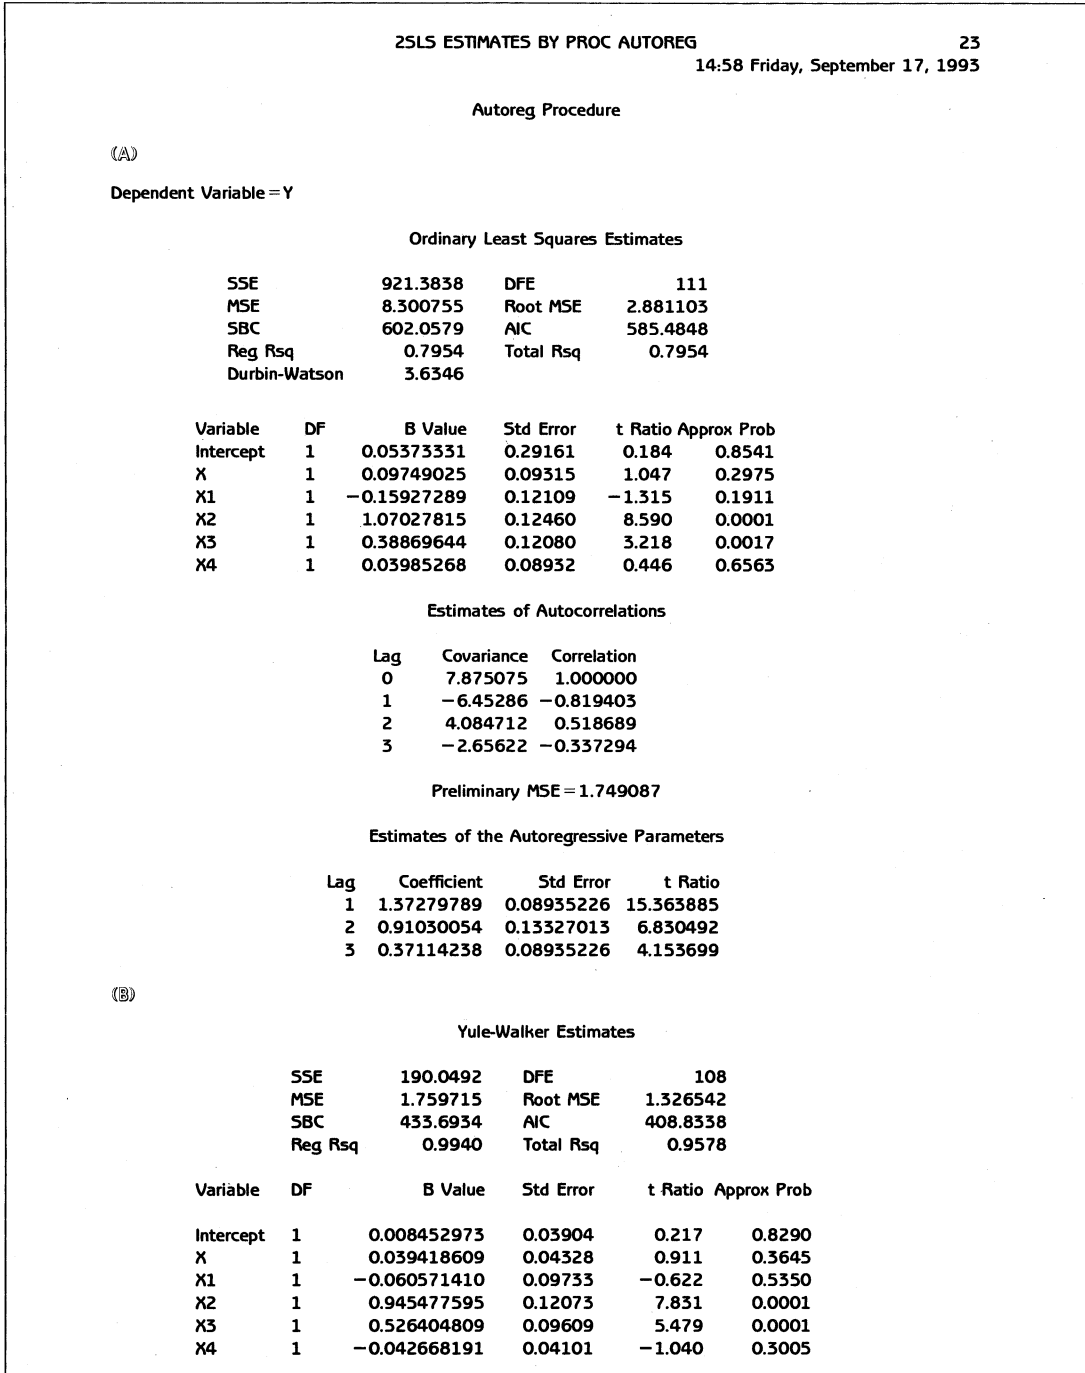 2SLS ESTIMATES BY PROC AUTOREG 23
14:58 Friday, September 17, 1993
Autoreg Procedure
(A)
Dependent Variable=Y
Ordinary Least Squares Estimates
SSE 921.3838 DFE 111
MSE 8.300755 Root MSE 2.881103
SBC 602.0579 AIC 585.4848
Reg Rsq 0.7954 Total Rsq 0.7954
Durbin-Watson 3.6346
Variable DF B Value Std Error t Ratio Approx Prob
Intercept 1 0.05373331 0.29161 0.184 0.8541
X 1 0.09749025 0.09315 1.047 0.2975
X1 1 −0.15927289 0.12109 −1.315 0.1911
X2 1 1.07027815 0.12460 8.590 0.0001
X3 1 0.38869644 0.12080 3.218 0.0017
X4 1 0.03985268 0.08932 0.446 0.6563
Estimates of Autocorrelations
Lag Covariance Correlation
0 7.875075 1.000000
1 −6.45286 −0.819403
2 4.084712 0.518689
3 −2.65622 −0.337294
Preliminary MSE=1.749087
Estimates of the Autoregressive Parameters
Lag Coefficient Std Error t Ratio
1 1.37279789 0.08935226 15.363885
2 0.91030054 0.13327013 6.830492
3 0.37114238 0.08935226 4.153699
(B)
Yule-Walker Estimates
SSE 190.0492 DFE 108
MSE 1.759715 Root MSE 1.326542
SBC 433.6934 AIC 408.8338
Reg Rsq 0.9940 Total Rsq 0.9578
Variable DF B Value Std Error t Ratio Approx Prob
Intercept 1 0.008452973 0.03904 0.217 0.8290
X 1 0.039418609 0.04328 0.911 0.3645
X1 1 −0.060571410 0.09733 −0.622 0.5350
X2 1 0.945477595 0.12073 7.831 0.0001
X3 1 0.526404809 0.09609 5.479 0.0001
X4 1 −0.042668191 0.04101 −1.040 0.3005